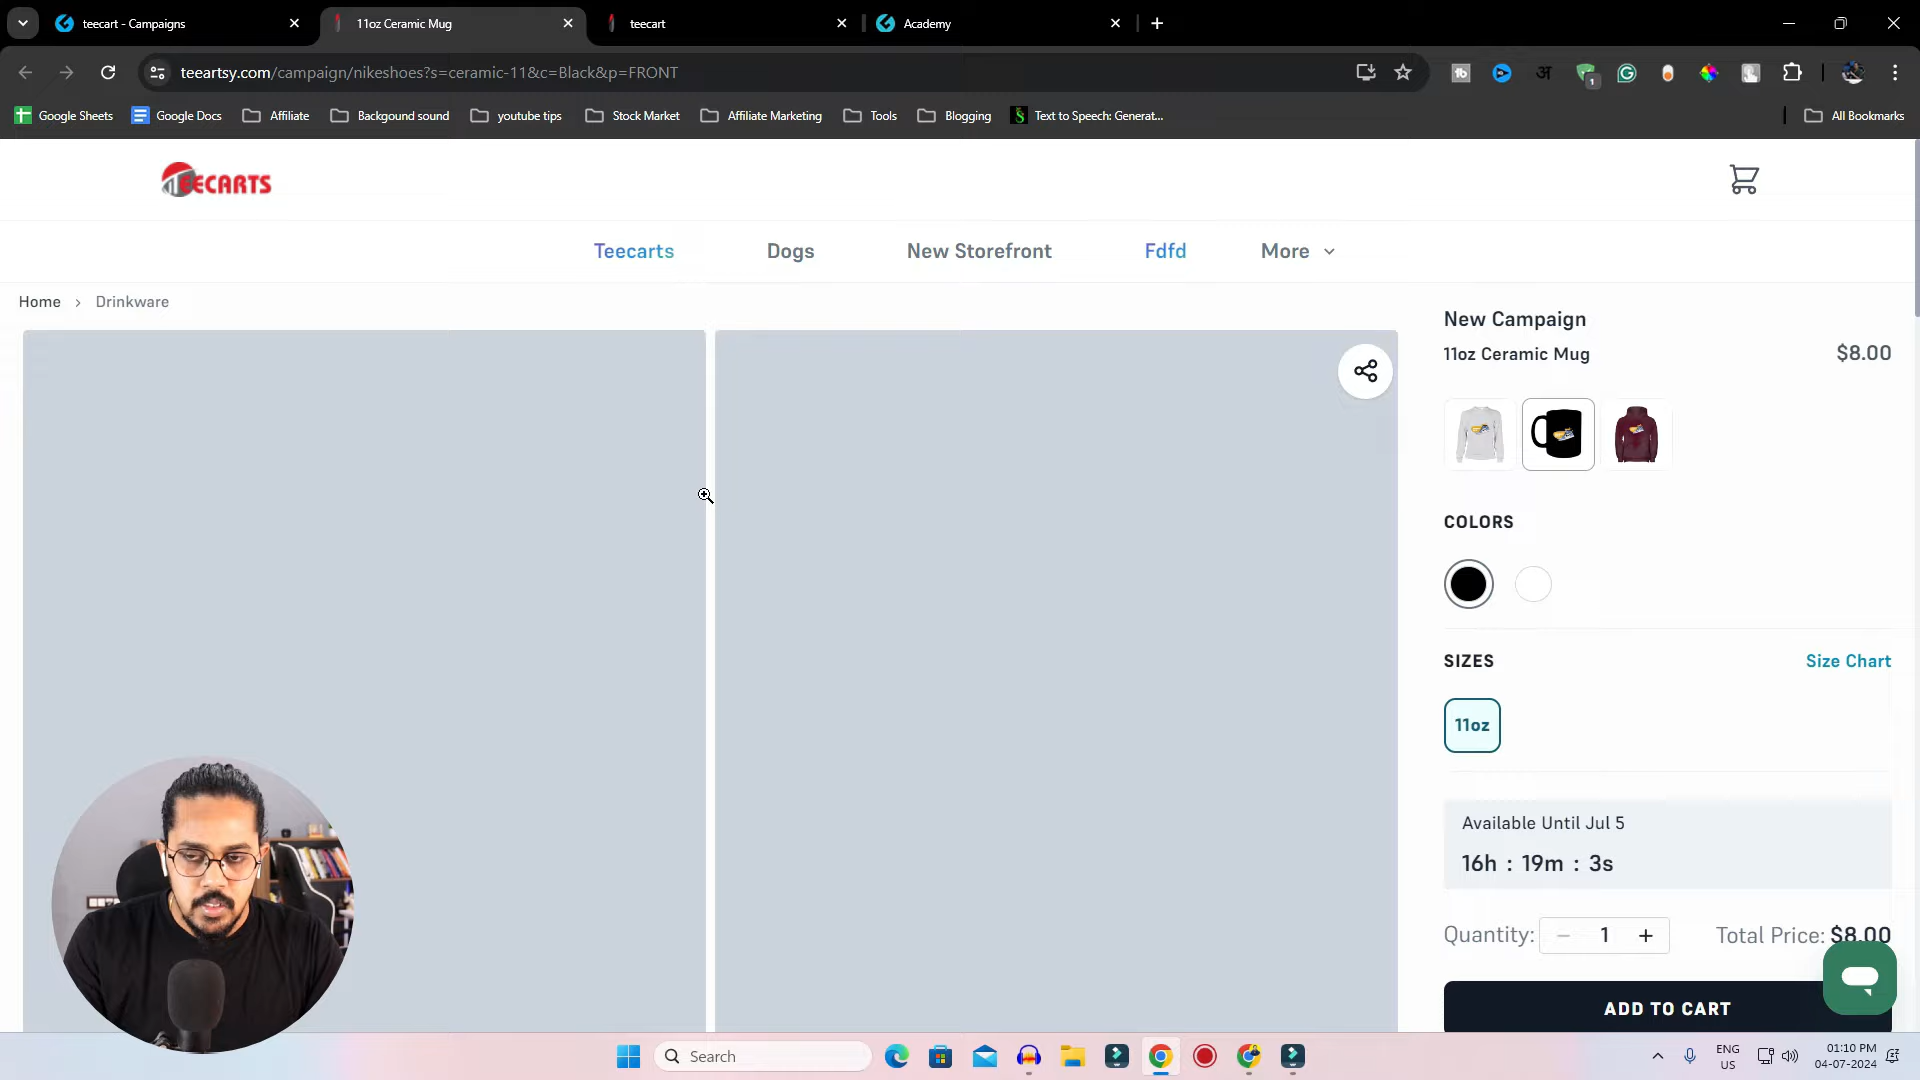 teecart - Campaigns
11oz Ceramic Mug
teecart
Academy
teeartsy.com/campaign/nikeshoes?s=ceramic-11&c=Black&p=FRONT
1
Google Sheets
Google Docs
Affiliate
Backgound sound
youtube tips
Stock Market
Affiliate Marketing
Tools
Blogging
Text to Speech: Generat...
All Bookmarks
TEECARTS
Teecarts
Dogs
New Storefront
Fdfd
More
Home > Drinkware
New Campaign
11oz Ceramic Mug
$8.00
COLORS
SIZES
Size Chart
11oz
Available Until Jul 5
16h : 19m : 3s
Quantity: − 1 +
Total Price: $8.00
ADD TO CART
Search
ENG
US
01:10 PM
04-07-2024